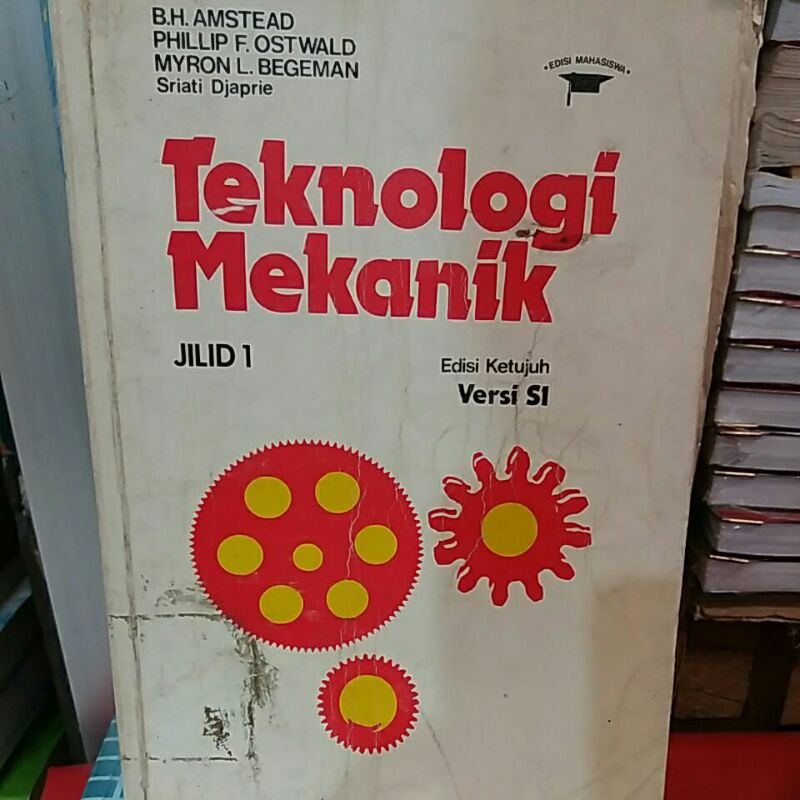 B.H. AMSTEAD
PHILLIP F. OSTWALD
MYRON L. BEGEMAN
Sriati Djaprie
• EDISI MAHASISWA •
Teknologi
Mekanik
JILID 1
Edisi Ketujuh
Versi SI